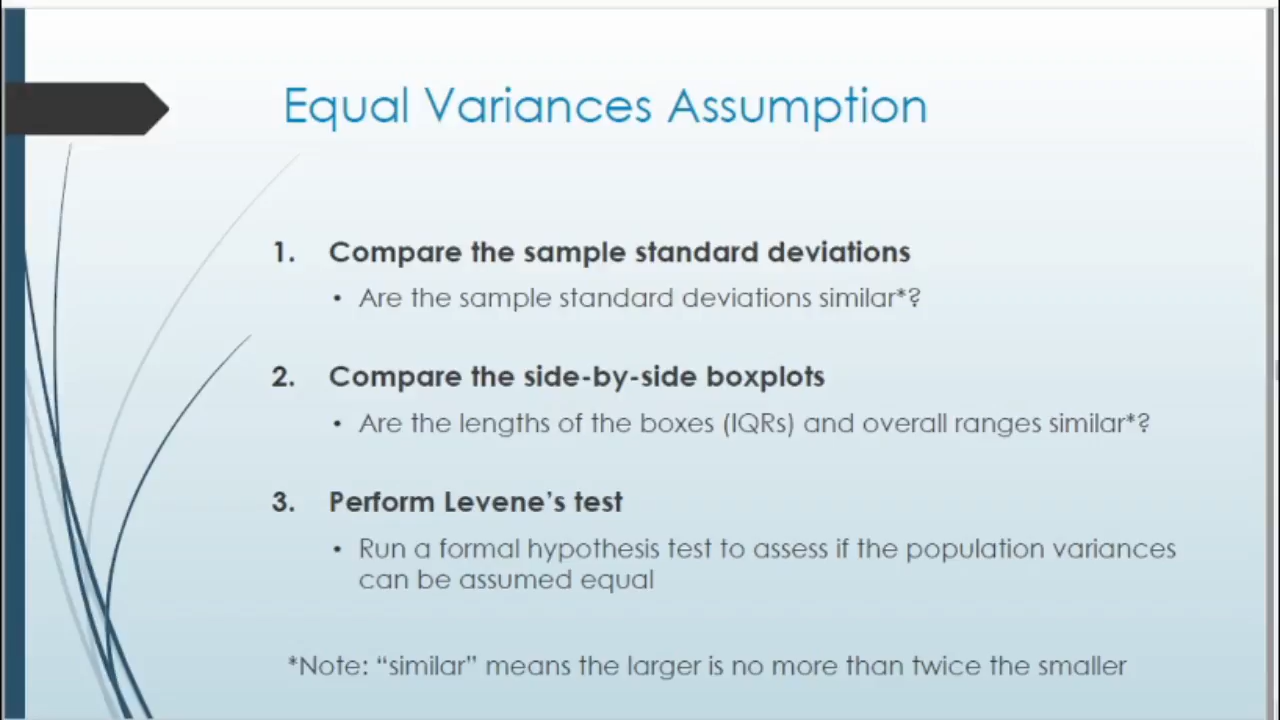 Equal Variances Assumption
1. Compare the sample standard deviations
• Are the sample standard deviations similar*?
2. Compare the side-by-side boxplots
• Are the lengths of the boxes (IQRs) and overall ranges similar*?
3. Perform Levene’s test
• Run a formal hypothesis test to assess if the population variances
can be assumed equal
*Note: “similar” means the larger is no more than twice the smaller